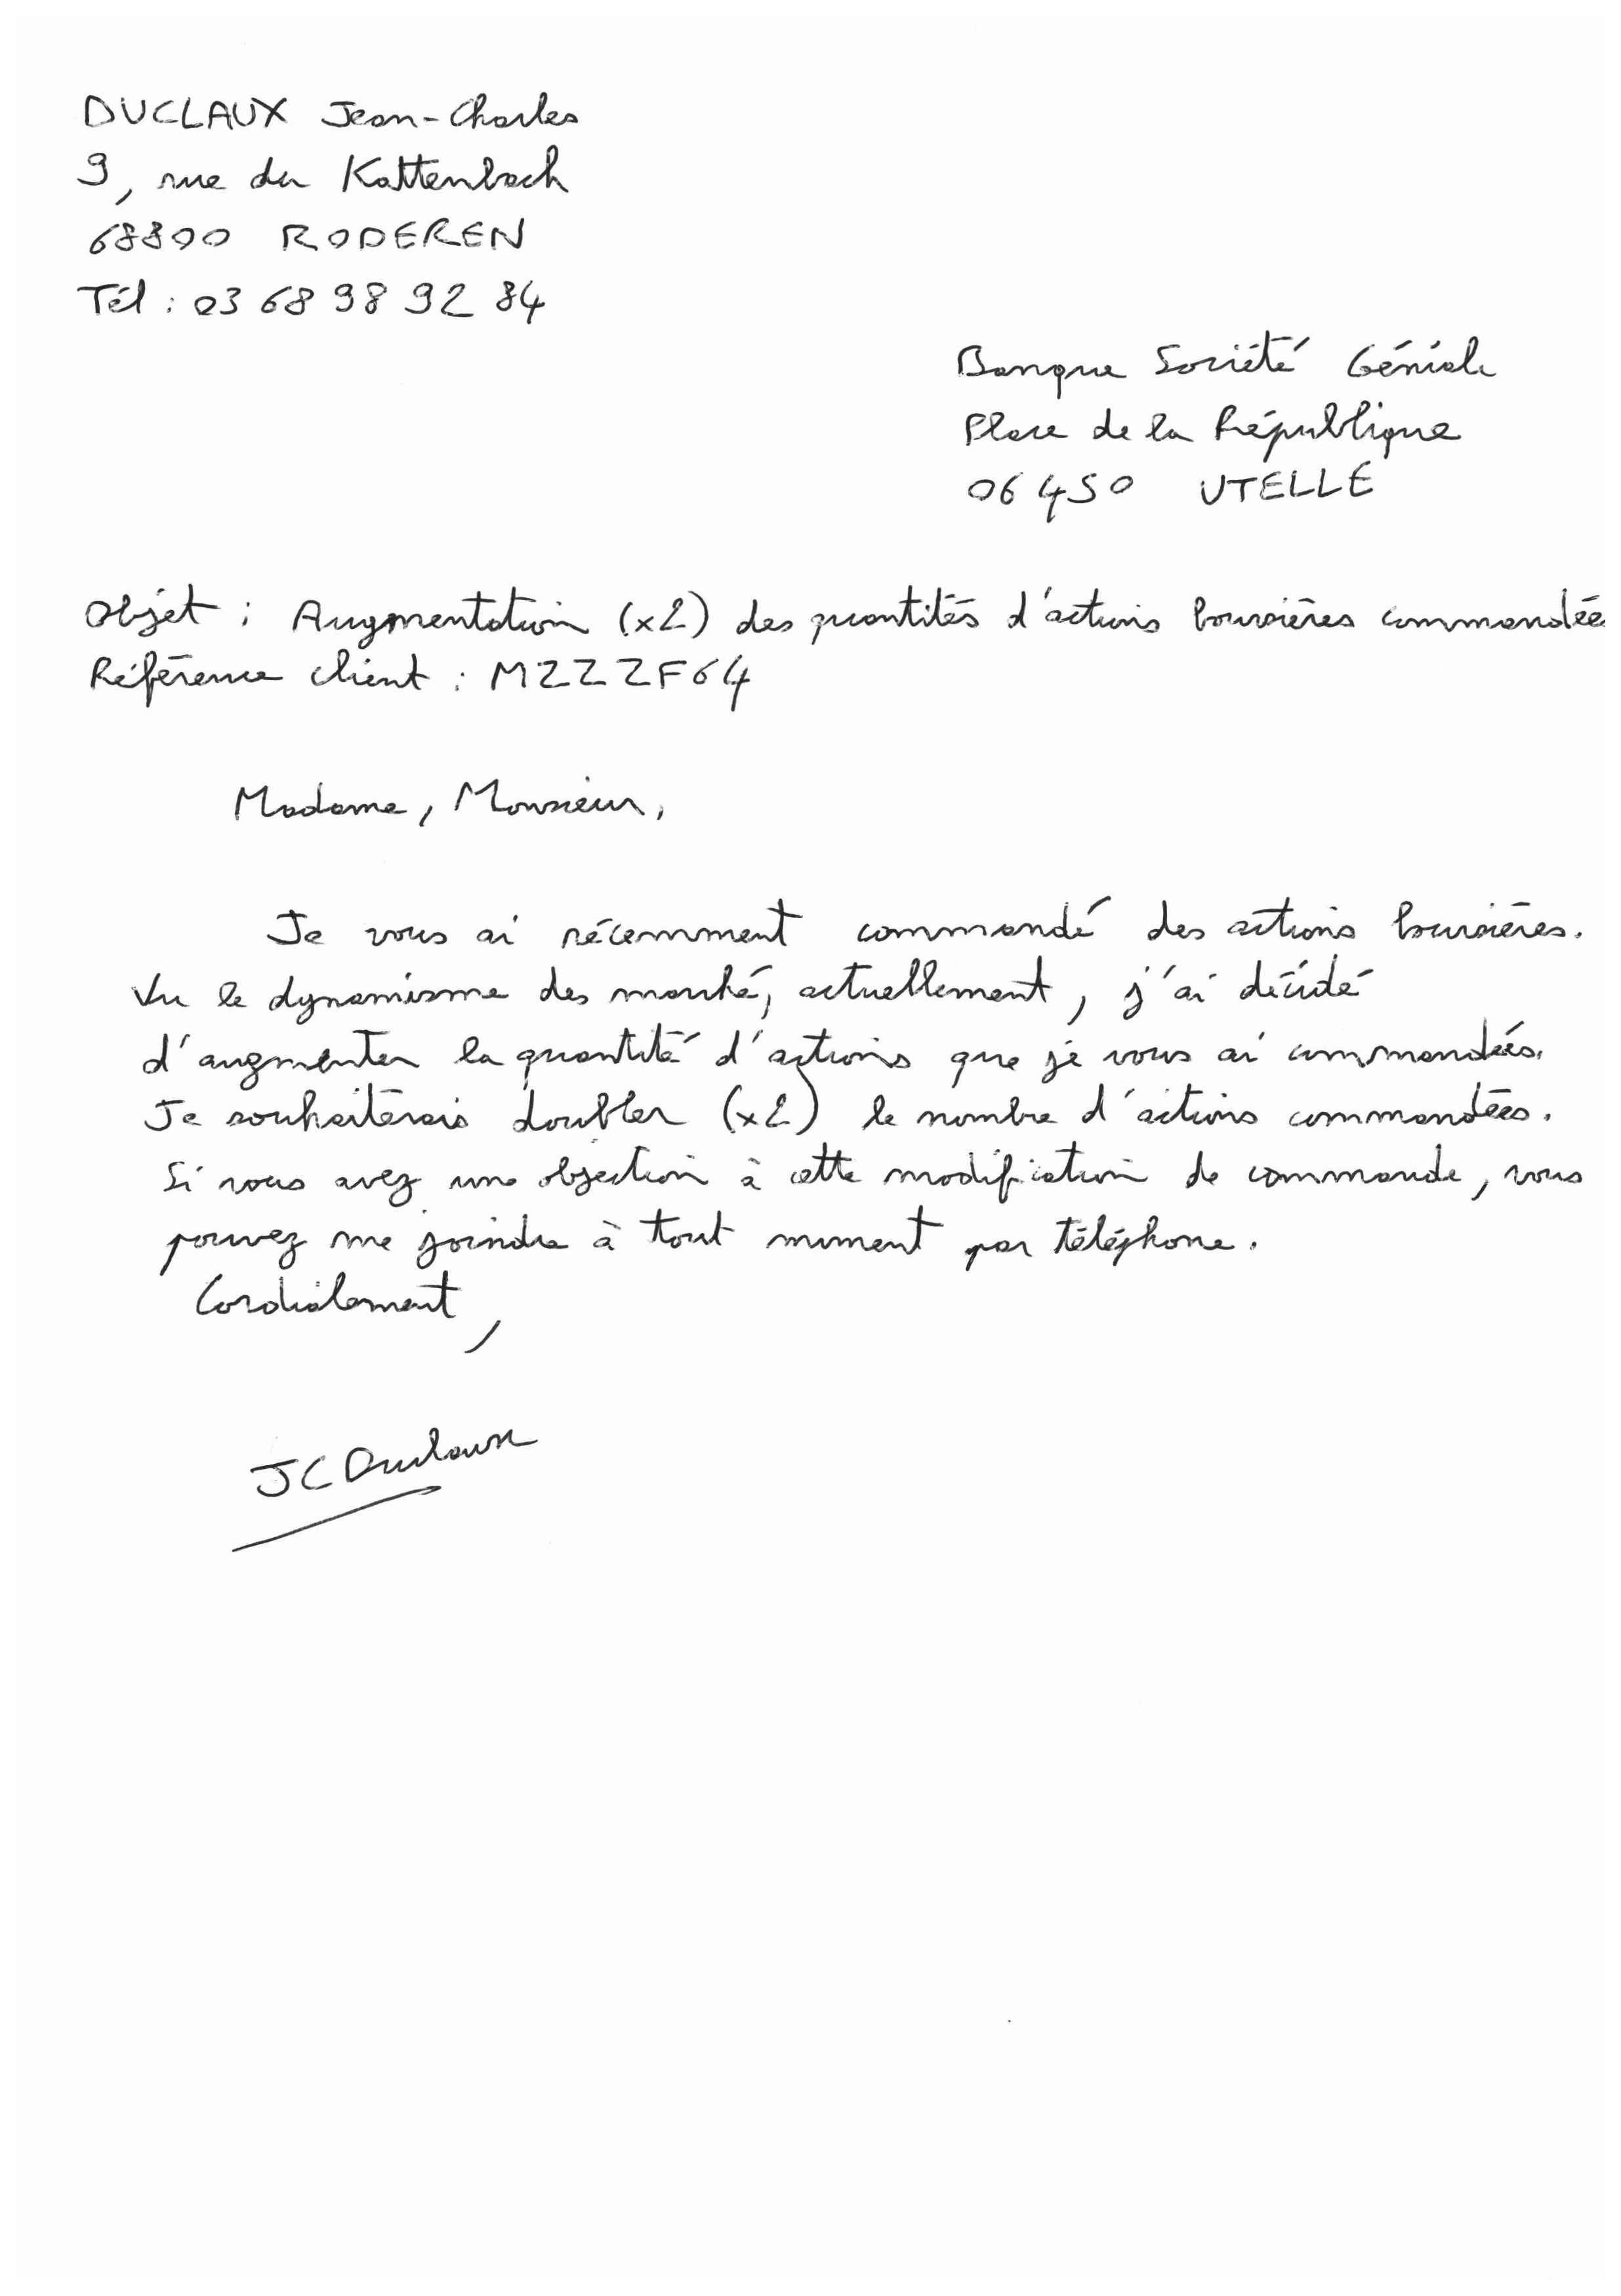 DUCLAUX Jean-Charles
9, rue du Kattenbach
68800 RODEREN
Tél : 03 68 98 92 84
Banque Société Géniale
Place de la République
06450 UTELLE
Objet : Augmentation (x2) des quantités d'actions boursières commandées
Référence client : MZZZF64
Madame, Monsieur,
Je vous ai récemment commandé des actions boursières.
Vu le dynamisme des marchés, actuellement, j'ai décidé
d'augmenter la quantité d'actions que je vous ai commandées.
Je souhaiterais doubler (x2) le nombre d'actions commandées.
Si vous avez une objection à cette modification de commande, vous
pouvez me joindre à tout moment par téléphone.
Cordialement,
JC Duclaux